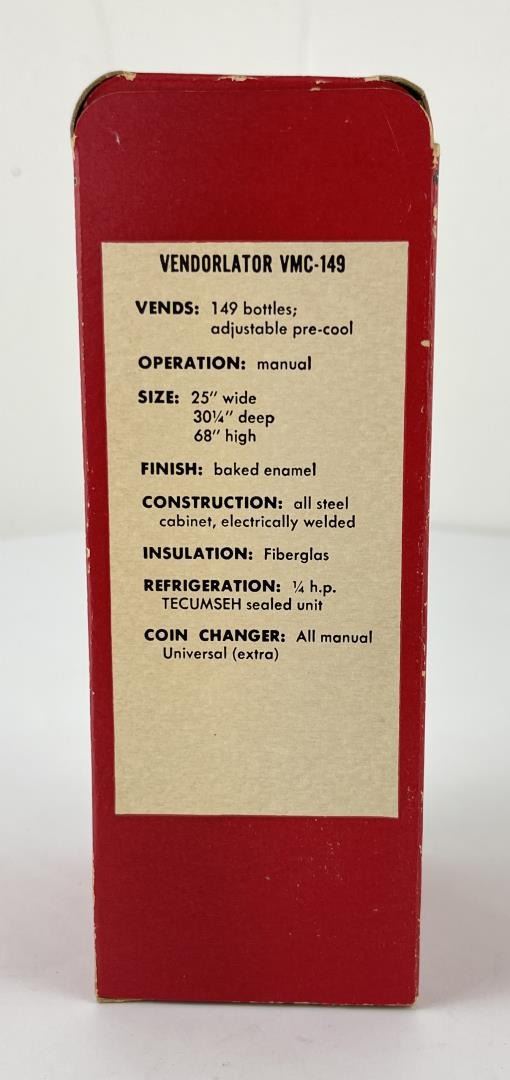 VENDORLATOR VMC-149
VENDS: 149 bottles;
adjustable pre-cool
OPERATION: manual
SIZE: 25" wide
30¼" deep
68" high
FINISH: baked enamel
CONSTRUCTION: all steel
cabinet, electrically welded
INSULATION: Fiberglas
REFRIGERATION: ¼ h.p.
TECUMSEH sealed unit
COIN CHANGER: All manual
Universal (extra)